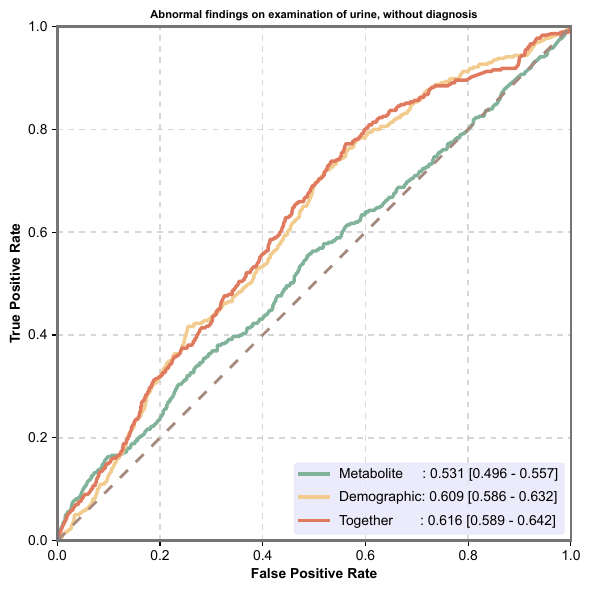 Abnormal findings on examination of urine, without diagnosis
True Positive Rate
1.0
0.8
0.6
0.4
0.2
0.0
Metabolite : 0.531 [0.496 - 0.557]
Demographic: 0.609 [0.586 - 0.632]
Together : 0.616 [0.589 - 0.642]
0.0 0.2 0.4 0.6 0.8 1.0
False Positive Rate